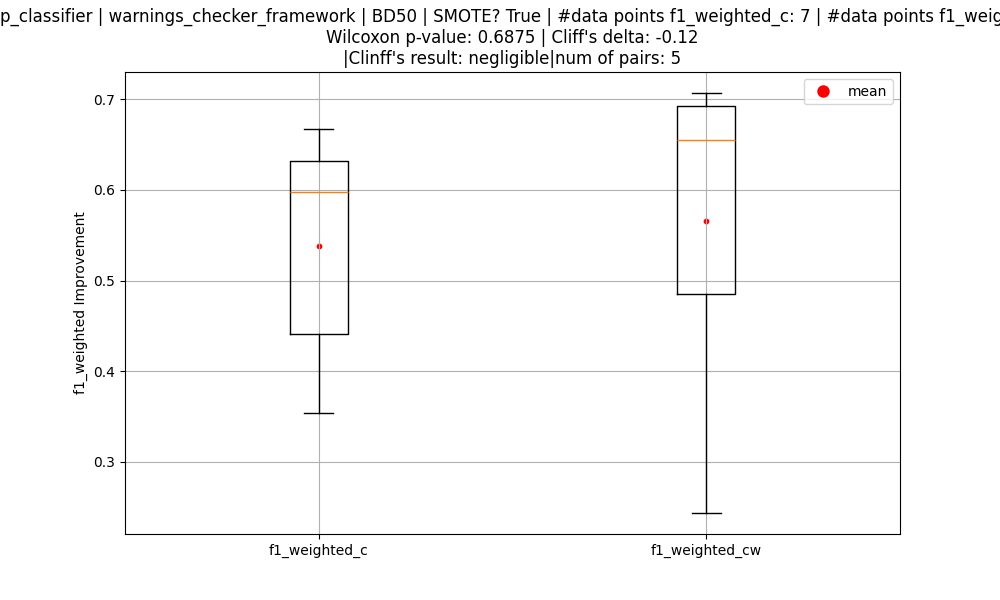 p_classifier | warnings_checker_framework | BD50 | SMOTE? True | #data points f1_weighted_c: 7 | #data points f1_weig
Wilcoxon p-value: 0.6875 | Cliff's delta: -0.12
|Clinff's result: negligible|num of pairs: 5
mean
0.7
0.6
0.5
0.4
0.3
f1_weighted Improvement
f1_weighted_c
f1_weighted_cw